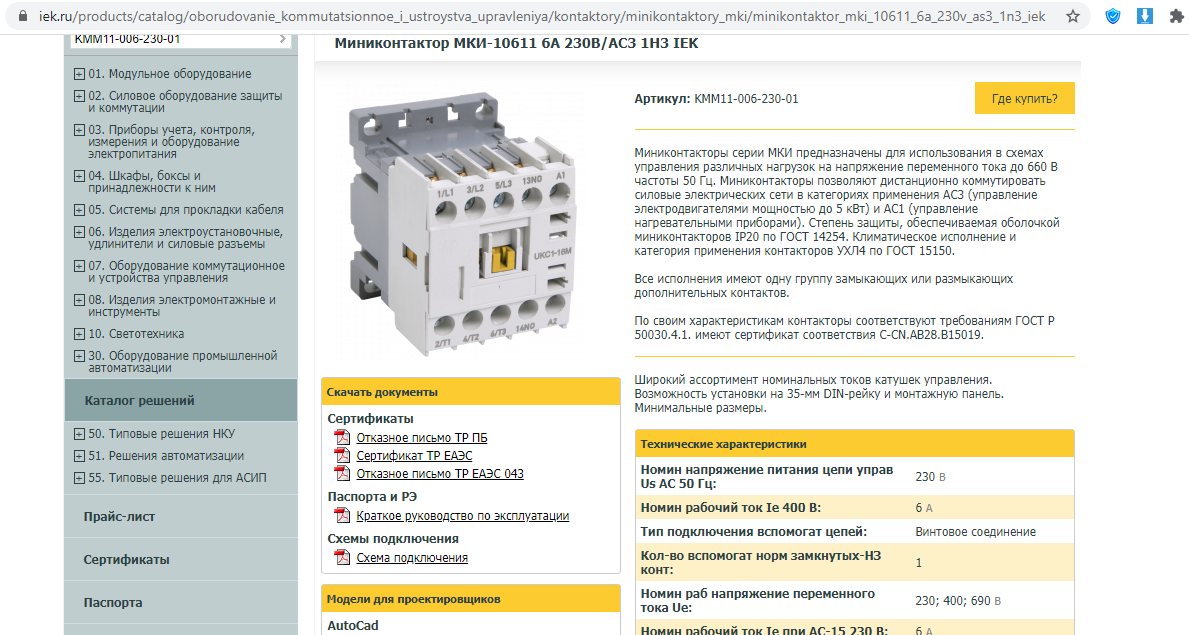 iek.ru/products/catalog/oborudovanie_kommutatsionnoe_i_ustroystva_upravleniya/kontaktory/minikontaktory_mki/minikontaktor_mki_10611_6a_230v_as3_1n3_iek
КММ11-006-230-01
01. Модульное оборудование
02. Силовое оборудование защиты
и коммутации
03. Приборы учета, контроля,
измерения и оборудование
электропитания
04. Шкафы, боксы и
принадлежности к ним
05. Системы для прокладки кабеля
06. Изделия электроустановочные,
удлинители и силовые разъемы
07. Оборудование коммутационное
и устройства управления
08. Изделия электромонтажные и
инструменты
10. Светотехника
30. Оборудование промышленной
автоматизации
Каталог решений
50. Типовые решения НКУ
51. Решения автоматизации
55. Типовые решения для АСИП
Прайс-лист
Сертификаты
Паспорта
Миниконтактор МКИ-10611 6А 230В/АС3 1НЗ IEK
1/L1 3/L2 5/L3 13NO A1
UKC1-16M
2/T1 4/T2 6/T3 14NO A2
Скачать документы
Сертификаты
Отказное письмо ТР ПБ
Сертификат ТР ЕАЭС
Отказное письмо ТР ЕАЭС 043
Паспорта и РЭ
Краткое руководство по эксплуатации
Схемы подключения
Схема подключения
Модели для проектировщиков
AutoCad
Артикул: КММ11-006-230-01
Где купить?
Миниконтакторы серии МКИ предназначены для использования в схемах
управления различных нагрузок на напряжение переменного тока до 660 В
частоты 50 Гц. Миниконтакторы позволяют дистанционно коммутировать
силовые электрических сети в категориях применения АС3 (управление
электродвигателями мощностью до 5 кВт) и АС1 (управление
нагревательными приборами). Степень защиты, обеспечиваемая оболочкой
миниконтакторов IP20 по ГОСТ 14254. Климатическое исполнение и
категория применения контакторов УХЛ4 по ГОСТ 15150.
Все исполнения имеют одну группу замыкающих или размыкающих
дополнительных контактов.
По своим характеристикам контакторы соответствуют требованиям ГОСТ Р
50030.4.1. имеют сертификат соответствия C-CN.АВ28.В15019.
Широкий ассортимент номинальных токов катушек управления.
Возможность установки на 35-мм DIN-рейку и монтажную панель.
Минимальные размеры.
Технические характеристики
Номин напряжение питания цепи управ
Us AC 50 Гц:
230 В
Номин рабочий ток Ie 400 В:
6 А
Тип подключения вспомогат цепей:
Винтовое соединение
Кол-во вспомогат норм замкнутых-НЗ
конт:
1
Номин раб напряжение переменного
тока Ue:
230; 400; 690 В
Номин рабочий ток Ie при АС-15 230 В:
6 А